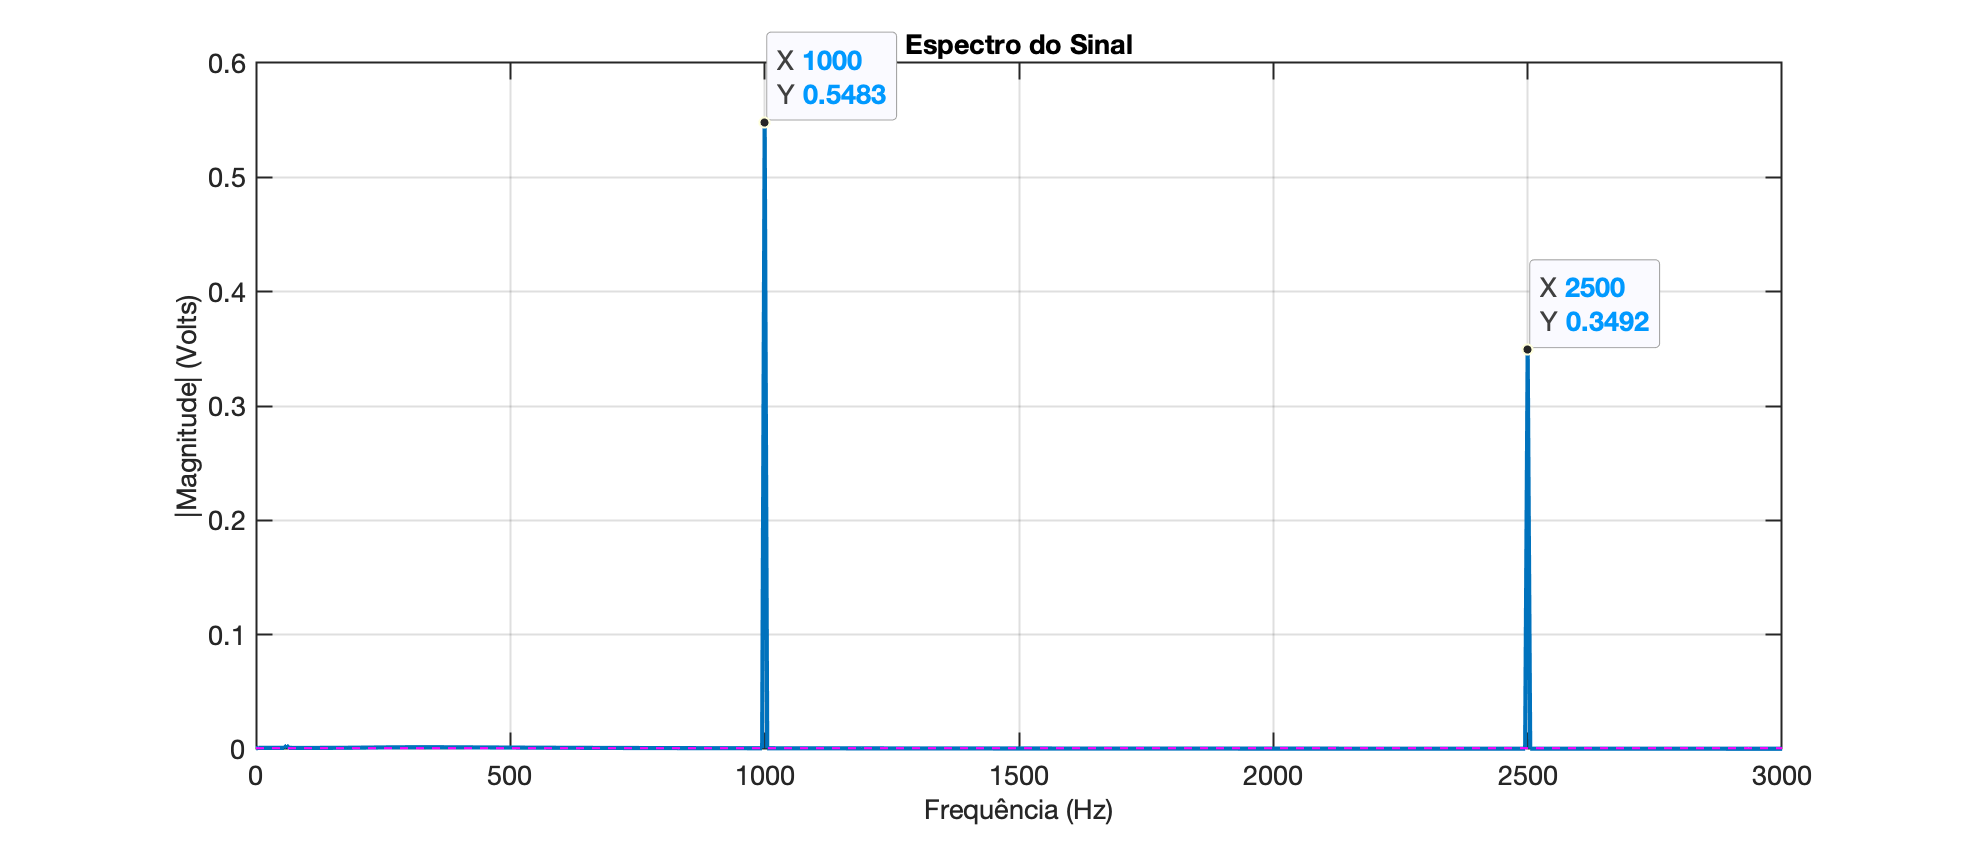 Espectro do Sinal
X 1000
Y 0.5483
X 2500
Y 0.3492
|Magnitude| (Volts)
0.6
0.5
0.4
0.3
0.2
0.1
0
0 500 1000 1500 2000 2500 3000
Frequência (Hz)